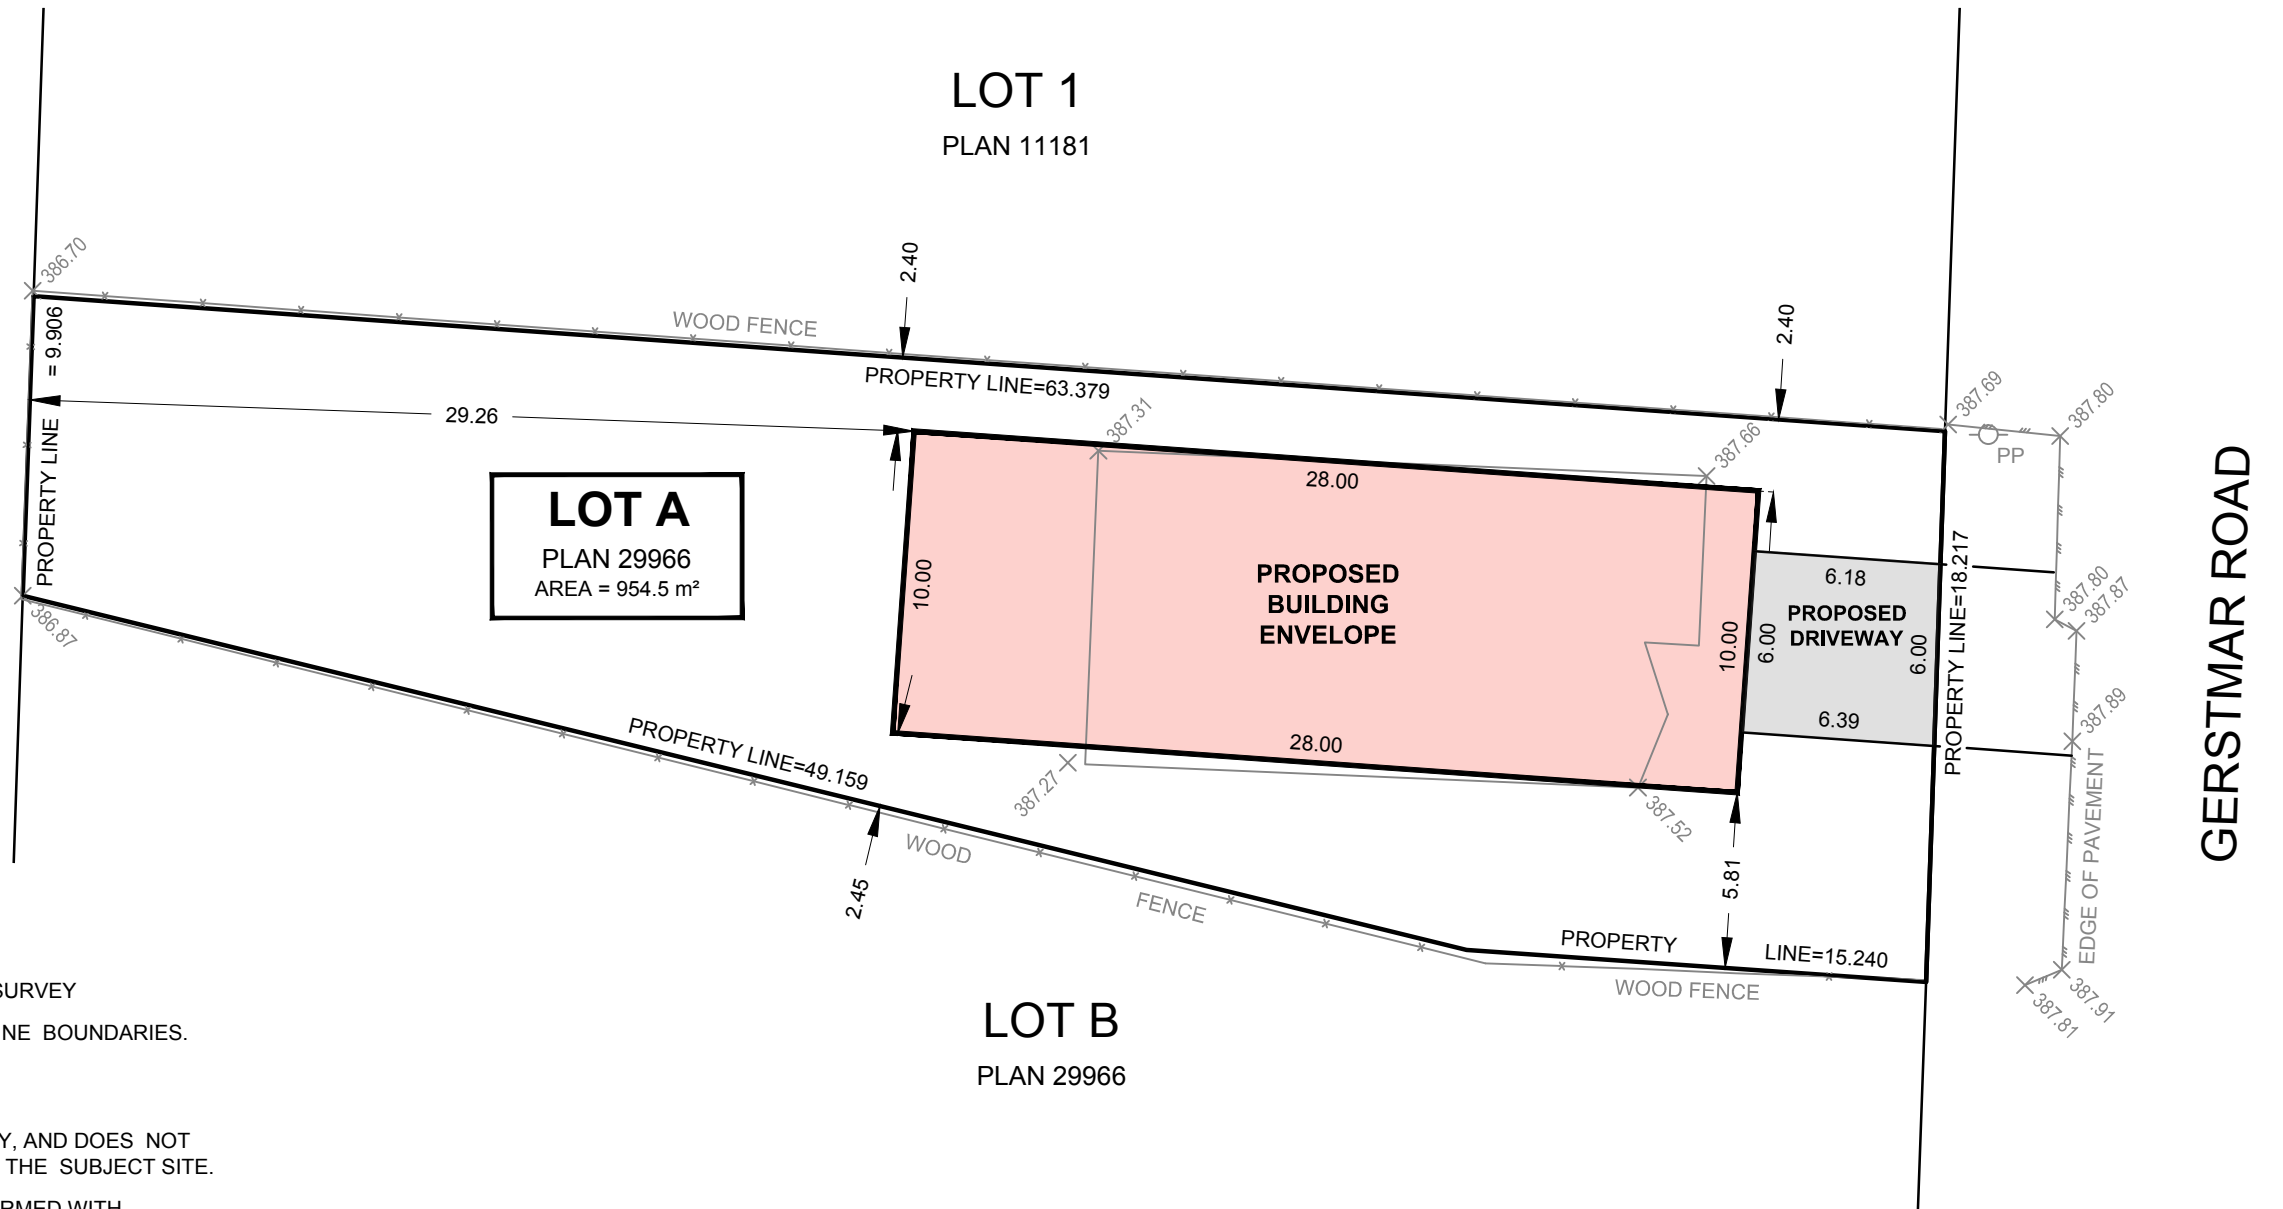 LOT 1
PLAN 11181
386.70
2.40
WOOD FENCE
2.40
PROPERTY LINE = 9.906
PROPERTY LINE=63.379
387.69
387.80
29.26
387.31
387.66
PP
28.00
LOT A
PLAN 29966
AREA = 954.5 m²
10.00
PROPOSED
BUILDING
ENVELOPE
10.00
6.00
6.18
PROPOSED
DRIVEWAY
6.00
6.39
PROPERTY LINE=18.217
387.80
387.87
387.89
GERSTMAR ROAD
386.87
PROPERTY LINE=49.159
28.00
387.27
387.52
2.45
WOOD
FENCE
5.81
EDGE OF PAVEMENT
PROPERTY LINE=15.240
WOOD FENCE
387.91
387.81
SURVEY
NE BOUNDARIES.
LOT B
PLAN 29966
Y, AND DOES NOT
THE SUBJECT SITE.
RMED WITH